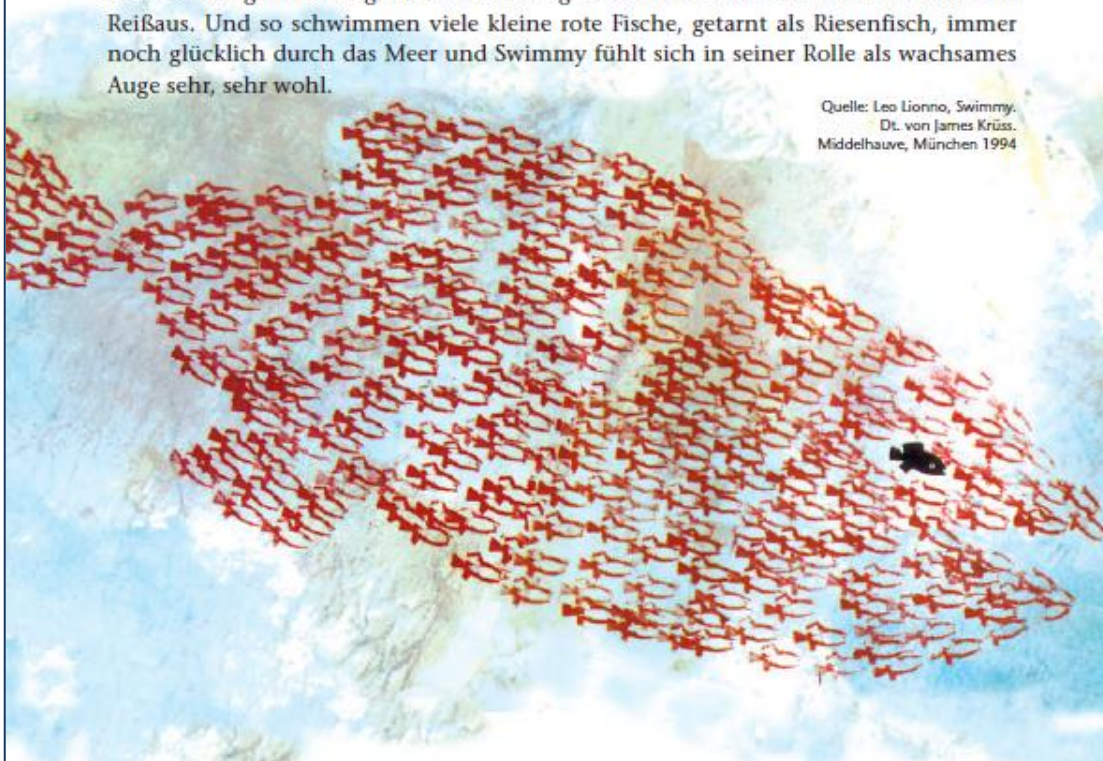 Reißaus. Und so schwimmen viele kleine rote Fische, getarnt als Riesenfisch, immer
noch glücklich durch das Meer und Swimmy fühlt sich in seiner Rolle als wachsames
Auge sehr, sehr wohl.
Quelle: Leo Lionno, Swimmy.
Dt. von James Krüss.
Middelhauve, München 1994